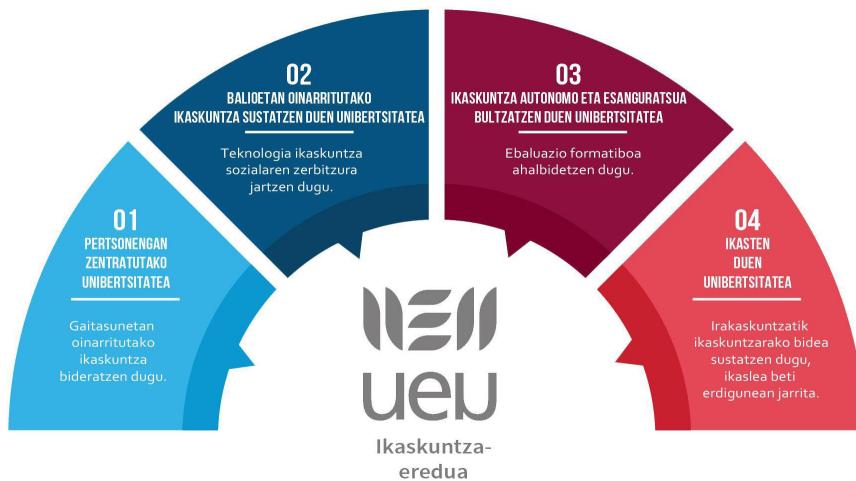 01
PERTSONENGAN
ZENTRATUTAKO
UNIBERTSITATEA
Gaitasunetan
oinarritutako
ikaskuntza
bideratzen dugu.
02
BALIOETAN OINARRITUTAKO
IKASKUNTZA SUSTATZEN DUEN UNIBERTSITATEA
Teknologia ikaskuntza
sozialaren zerbitzura
jartzen dugu.
03
IKASKUNTZA AUTONOMO ETA ESANGURATSUA
BULTZATZEN DUEN UNIBERTSITATEA
Ebaluazio formatiboa
ahalbidetzen dugu.
04
IKASTEN
DUEN
UNIBERTSITATEA
Irakaskuntzatik
ikaskuntzarako bidea
sustatzen dugu,
ikaslea beti
erdigunean jarrita.
ueu
Ikaskuntza-
eredua